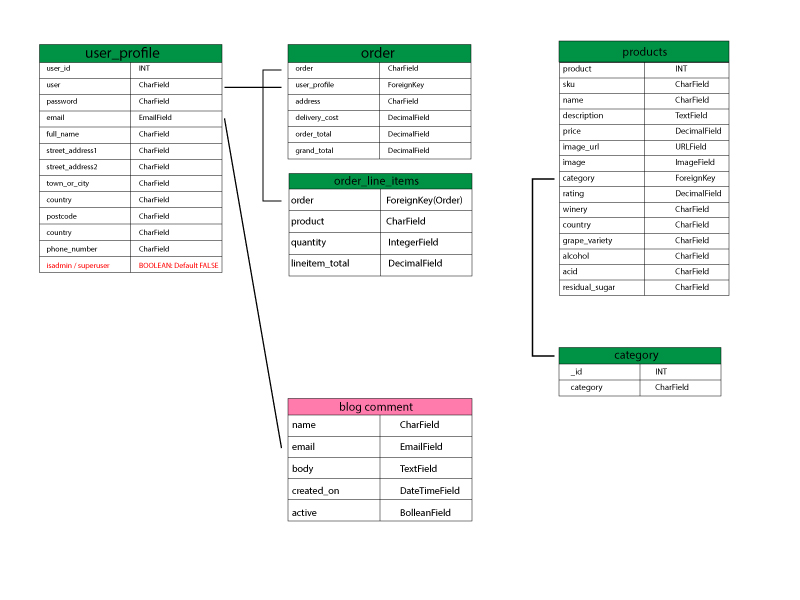 user_profile
user_id INT
user CharField
password CharField
email EmailField
full_name CharField
street_address1 CharField
street_address2 CharField
town_or_city CharField
country CharField
postcode CharField
country CharField
phone_number CharField
isadmin / superuser BOOLEAN: Default FALSE
order
order CharField
user_profile ForeignKey
address CharField
delivery_cost DecimalField
order_total DecimalField
grand_total DecimalField
order_line_items
order ForeignKey(Order)
product CharField
quantity IntegerField
lineitem_total DecimalField
blog comment
name CharField
email EmailField
body TextField
created_on DateTimeField
active BolleanField
products
product INT
sku CharField
name CharField
description TextField
price DecimalField
image_url URLField
image ImageField
category ForeignKey
rating DecimalField
winery CharField
country CharField
grape_variety CharField
alcohol CharField
acid CharField
residual_sugar CharField
category
_id INT
category CharField